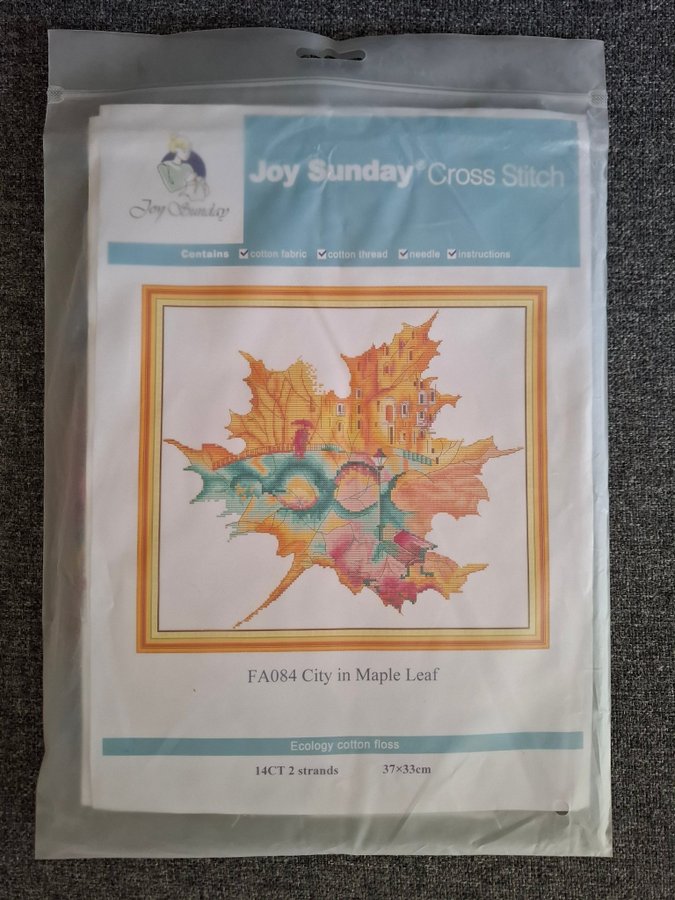 Joy Sunday® Cross Stitch
Joy Sunday
Contains cotton fabric cotton thread needle instructions
FA084 City in Maple Leaf
Ecology cotton floss
14CT 2 strands 37×33cm